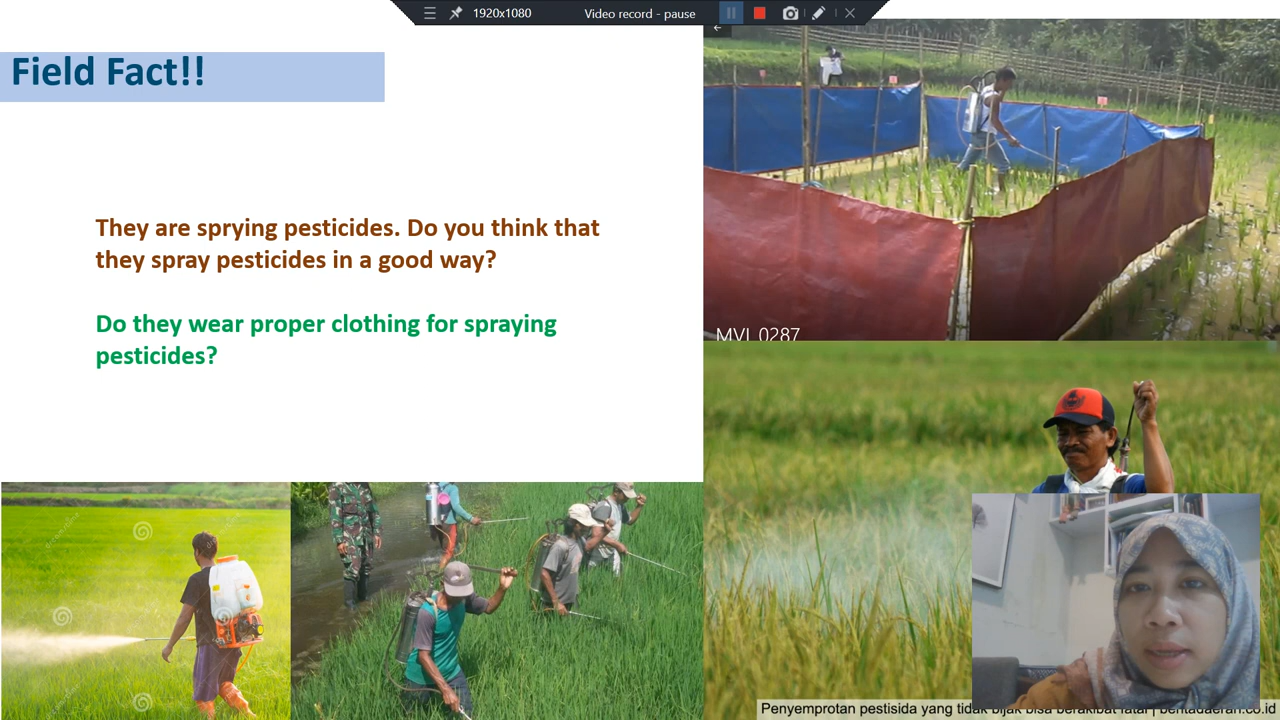 1920x1080
Video record - pause
Field Fact!!
They are sprying pesticides. Do you think that
they spray pesticides in a good way?
Do they wear proper clothing for spraying
pesticides?
MVI_0287
Penyemprotan pestisida yang tidak bijak bisa berakibat fatal | beritadaerah.co.id